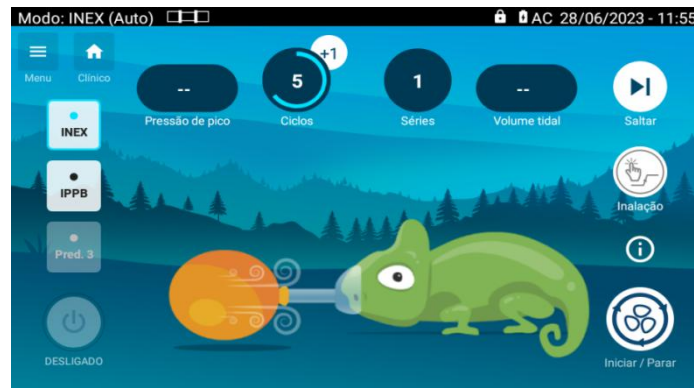 Modo: INEX (Auto)
AC 28/06/2023 - 11:55
Menu
Clínico
--
Pressão de pico
5
+1
Ciclos
1
Séries
--
Volume tidal
Saltar
INEX
IPPB
Pred. 3
DESLIGADO
Inalação
Iniciar / Parar